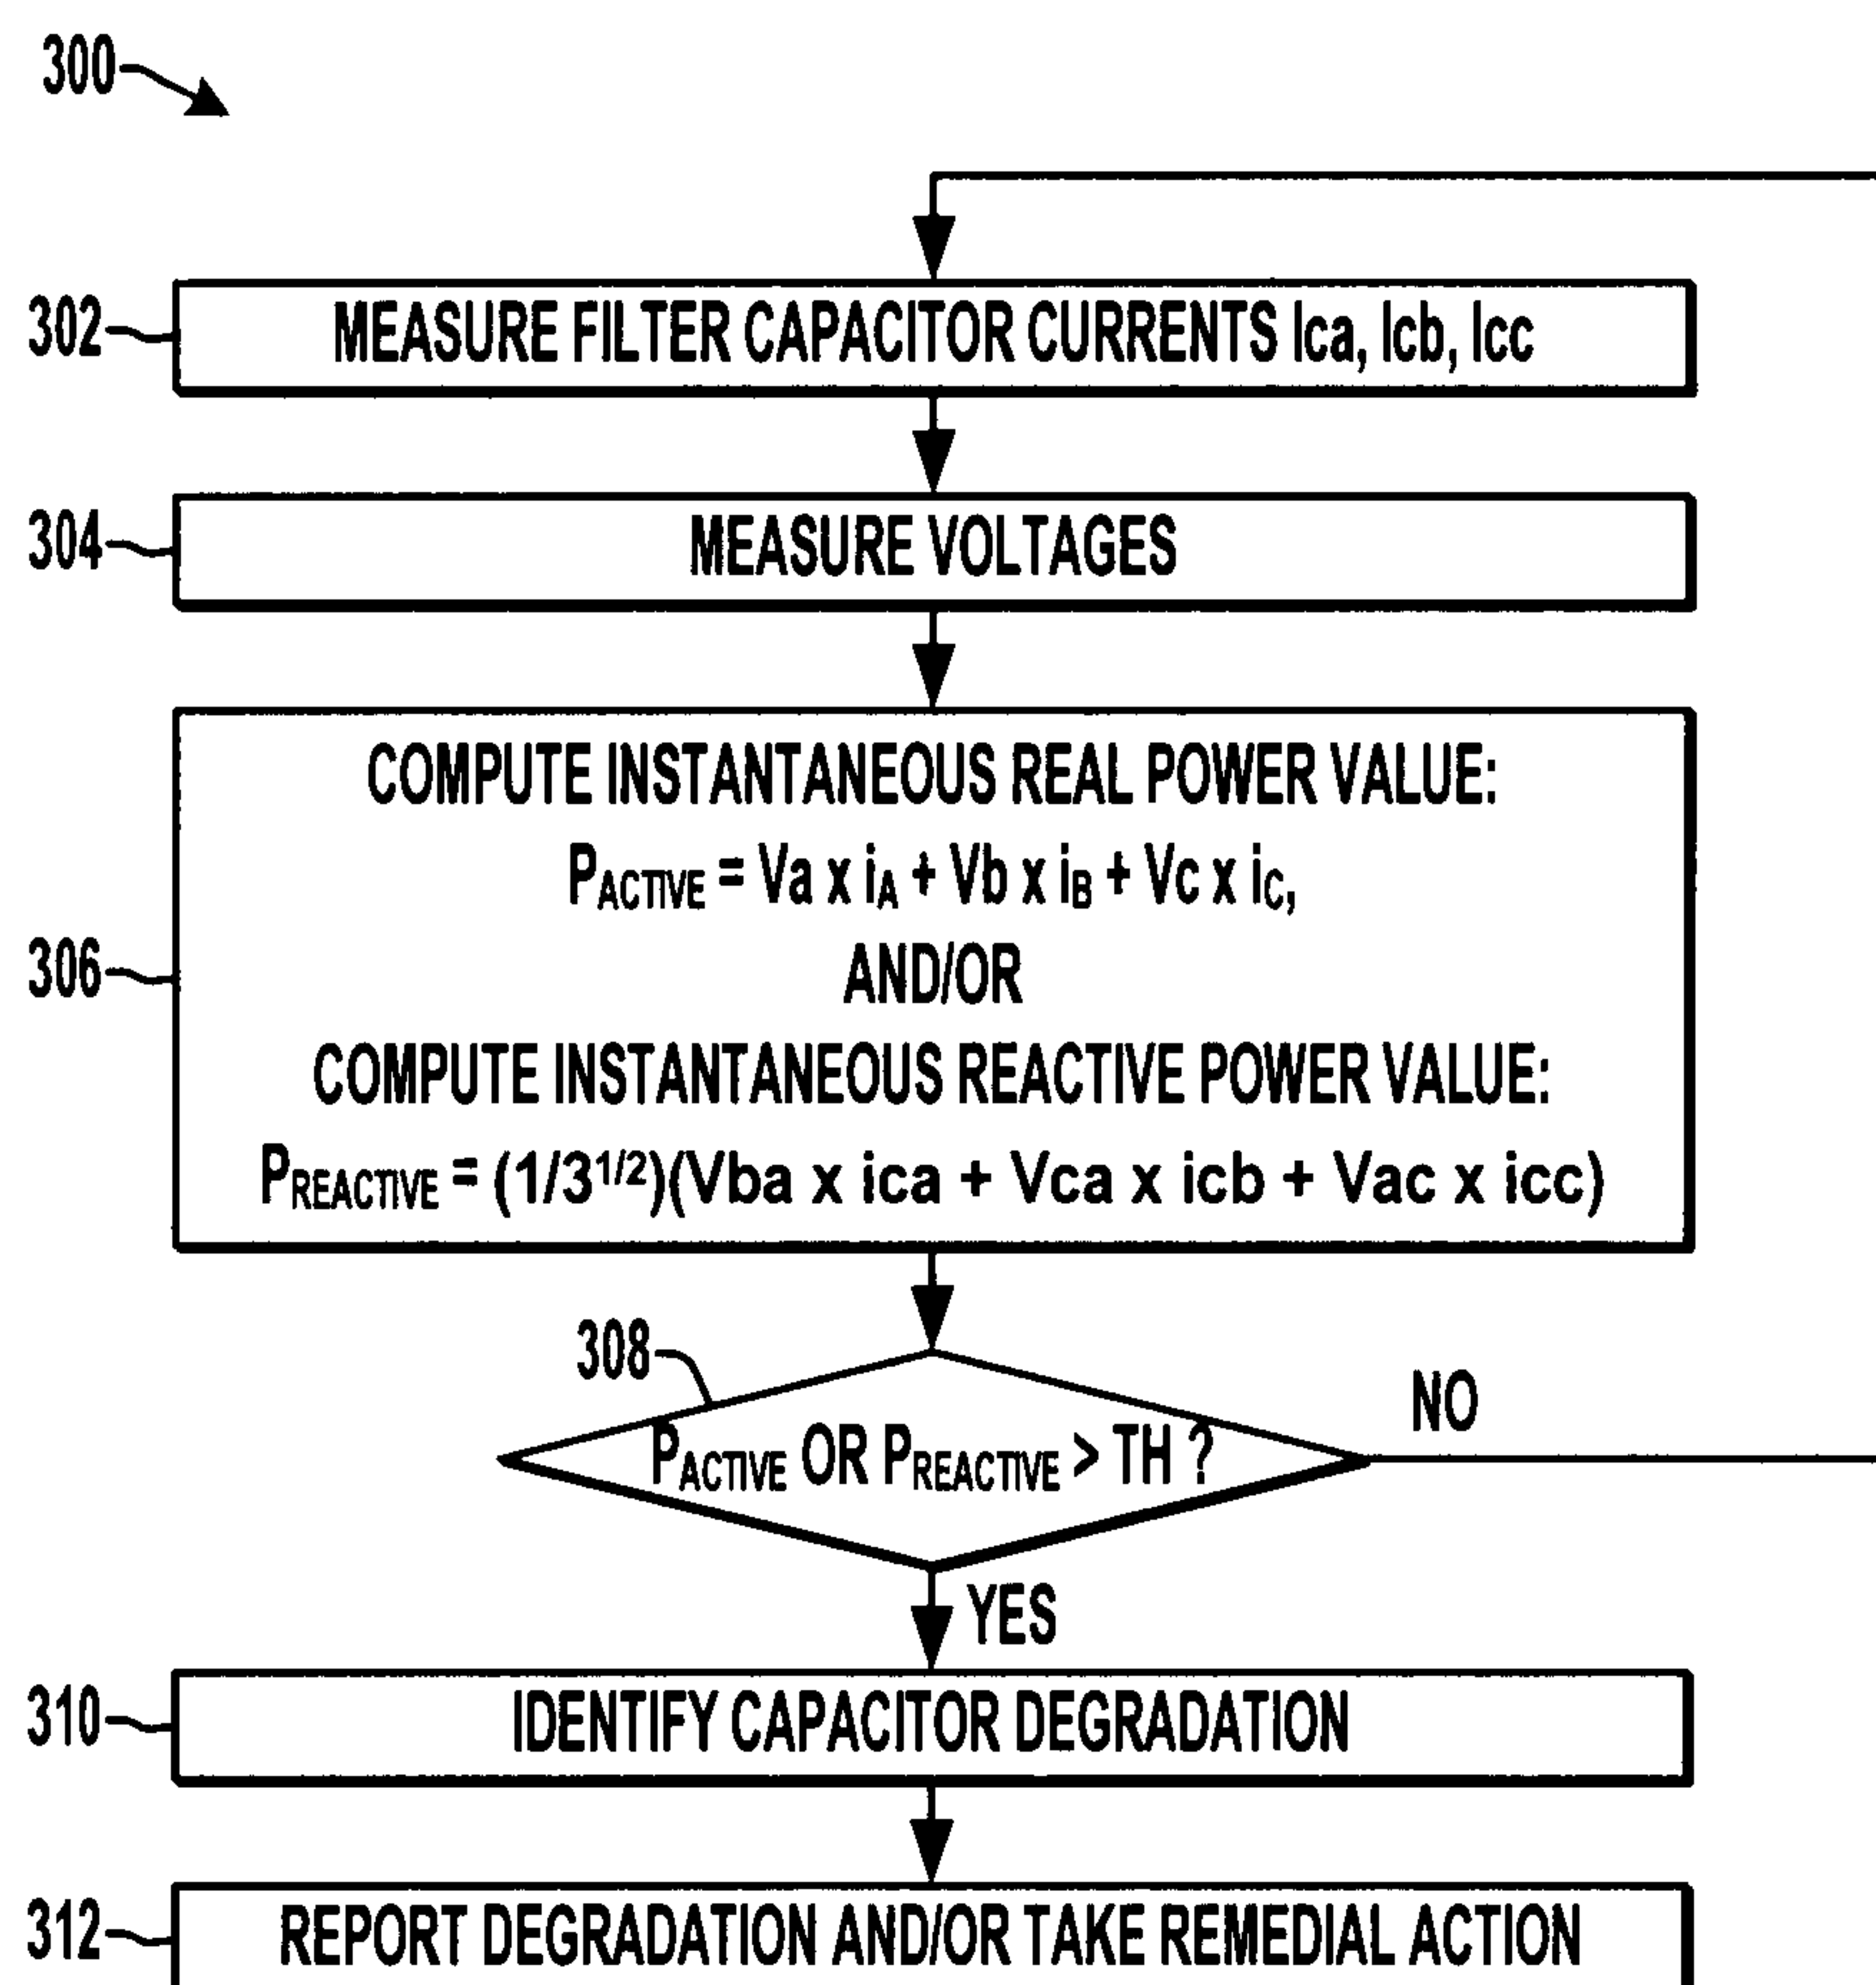 300
302
MEASURE FILTER CAPACITOR CURRENTS Ica, Icb, Icc
304
MEASURE VOLTAGES
306
COMPUTE INSTANTANEOUS REAL POWER VALUE:
PACTIVE = Va x iA + Vb x iB + Vc x iC,
AND/OR
COMPUTE INSTANTANEOUS REACTIVE POWER VALUE:
PREACTIVE = (1/3^1/2)(Vba x ica + Vca x icb + Vac x icc)
308
PACTIVE OR PREACTIVE > TH ?
NO
YES
310
IDENTIFY CAPACITOR DEGRADATION
312
REPORT DEGRADATION AND/OR TAKE REMEDIAL ACTION